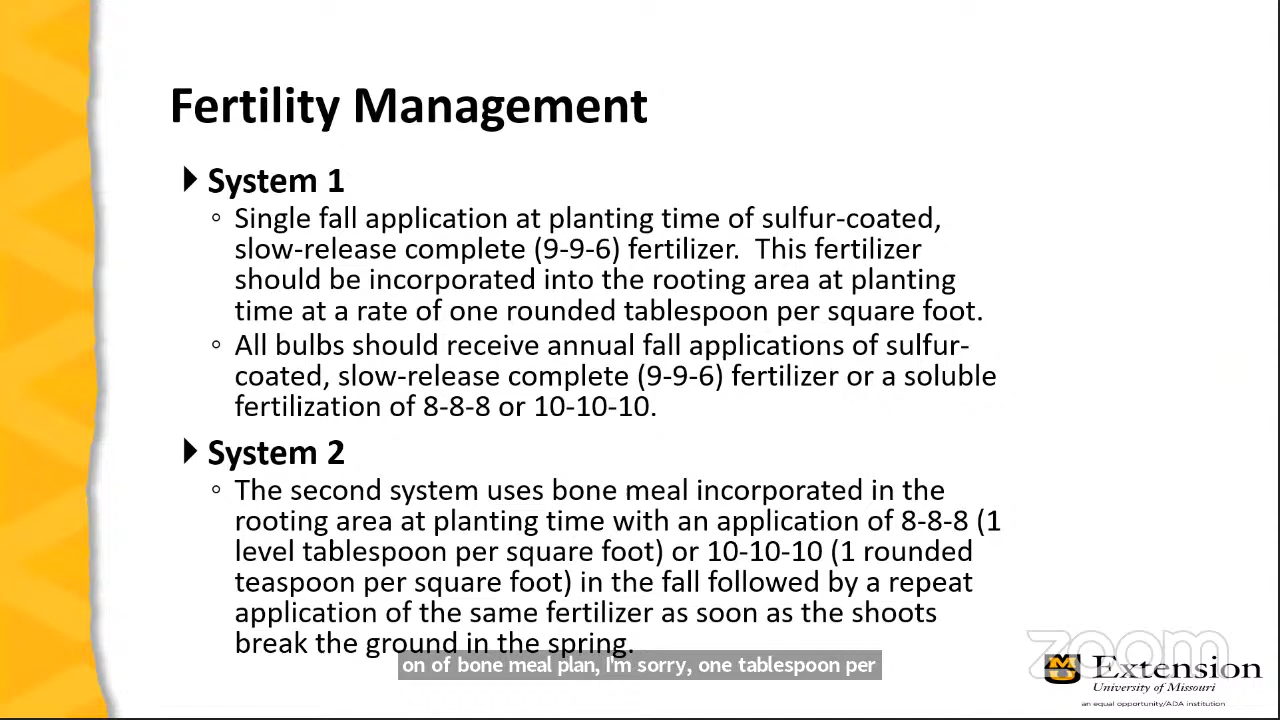 Fertility Management
System 1
Single fall application at planting time of sulfur-coated,
slow-release complete (9-9-6) fertilizer. This fertilizer
should be incorporated into the rooting area at planting
time at a rate of one rounded tablespoon per square foot.
All bulbs should receive annual fall applications of sulfur-
coated, slow-release complete (9-9-6) fertilizer or a soluble
fertilization of 8-8-8 or 10-10-10.
System 2
The second system uses bone meal incorporated in the
rooting area at planting time with an application of 8-8-8 (1
level tablespoon per square foot) or 10-10-10 (1 rounded
teaspoon per square foot) in the fall followed by a repeat
application of the same fertilizer as soon as the shoots
break the ground in the spring.
on of bone meal plan, I'm sorry, one tablespoon per
zoom
Extension
University of Missouri
an equal opportunity/ADA institution